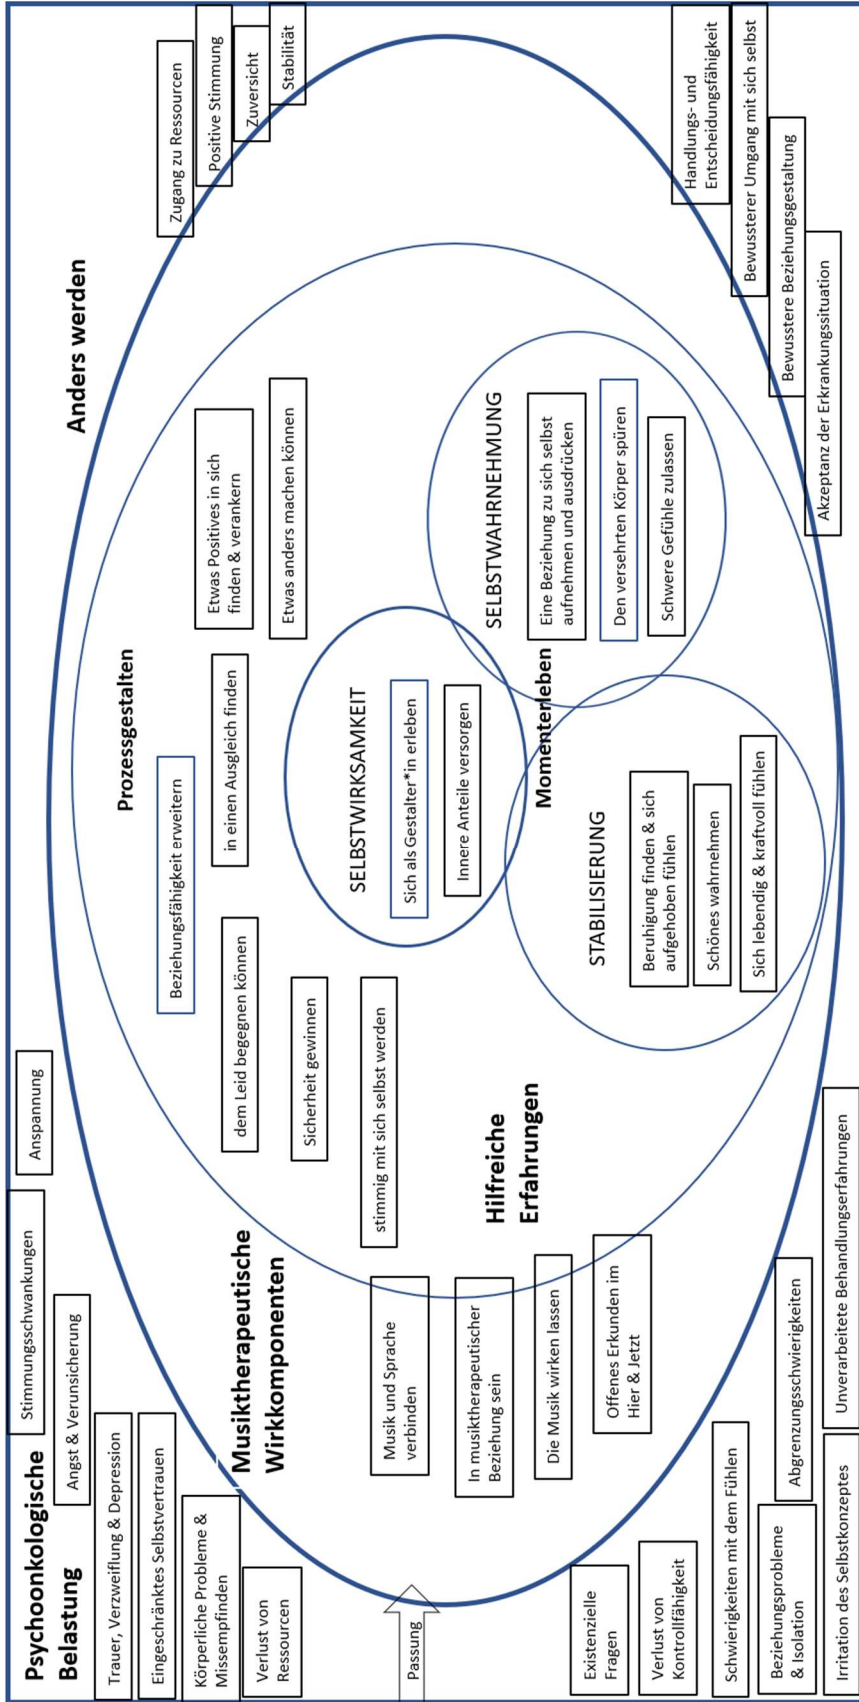 Psychoonkologische
Belastung
Stimmungsschwankungen
Anspannung
Angst & Verunsicherung
Trauer, Verzweiflung & Depression
Eingeschränktes Selbstvertrauen
Körperliche Probleme &
Missempfinden
Verlust von
Ressourcen
Passung
Existenzielle
Fragen
Verlust von
Kontrollfähigkeit
Schwierigkeiten mit dem Fühlen
Beziehungsprobleme
& Isolation
Abgrenzungsschwierigkeiten
Irritation des Selbstkonzeptes
Unverarbeitete Behandlungserfahrungen
Musiktherapeutische
Wirkkomponenten
Musik und Sprache
verbinden
In musiktherapeutischer
Beziehung sein
Die Musik wirken lassen
Offenes Erkunden im
Hier & Jetzt
Hilfreiche
Erfahrungen
Prozessgestalten
Beziehungsfähigkeit erweitern
dem Leid begegnen können
in einen Ausgleich finden
Etwas Positives in sich
finden & verankern
Sicherheit gewinnen
Etwas anders machen können
stimmig mit sich selbst werden
SELBSTWIRKSAMKEIT
Sich als Gestalter*in erleben
Innere Anteile versorgen
Momenterleben
STABILISIERUNG
Beruhigung finden & sich
aufgehoben fühlen
Schönes wahrnehmen
Sich lebendig & kraftvoll fühlen
SELBSTWAHRNEHMUNG
Eine Beziehung zu sich selbst
aufnehmen und ausdrücken
Den versehrten Körper spüren
Schwere Gefühle zulassen
Anders werden
Zugang zu Ressourcen
Positive Stimmung
Zuversicht
Stabilität
Handlungs- und
Entscheidungsfähigkeit
Bewussterer Umgang mit sich selbst
Bewusstere Beziehungsgestaltung
Akzeptanz der Erkrankungssituation